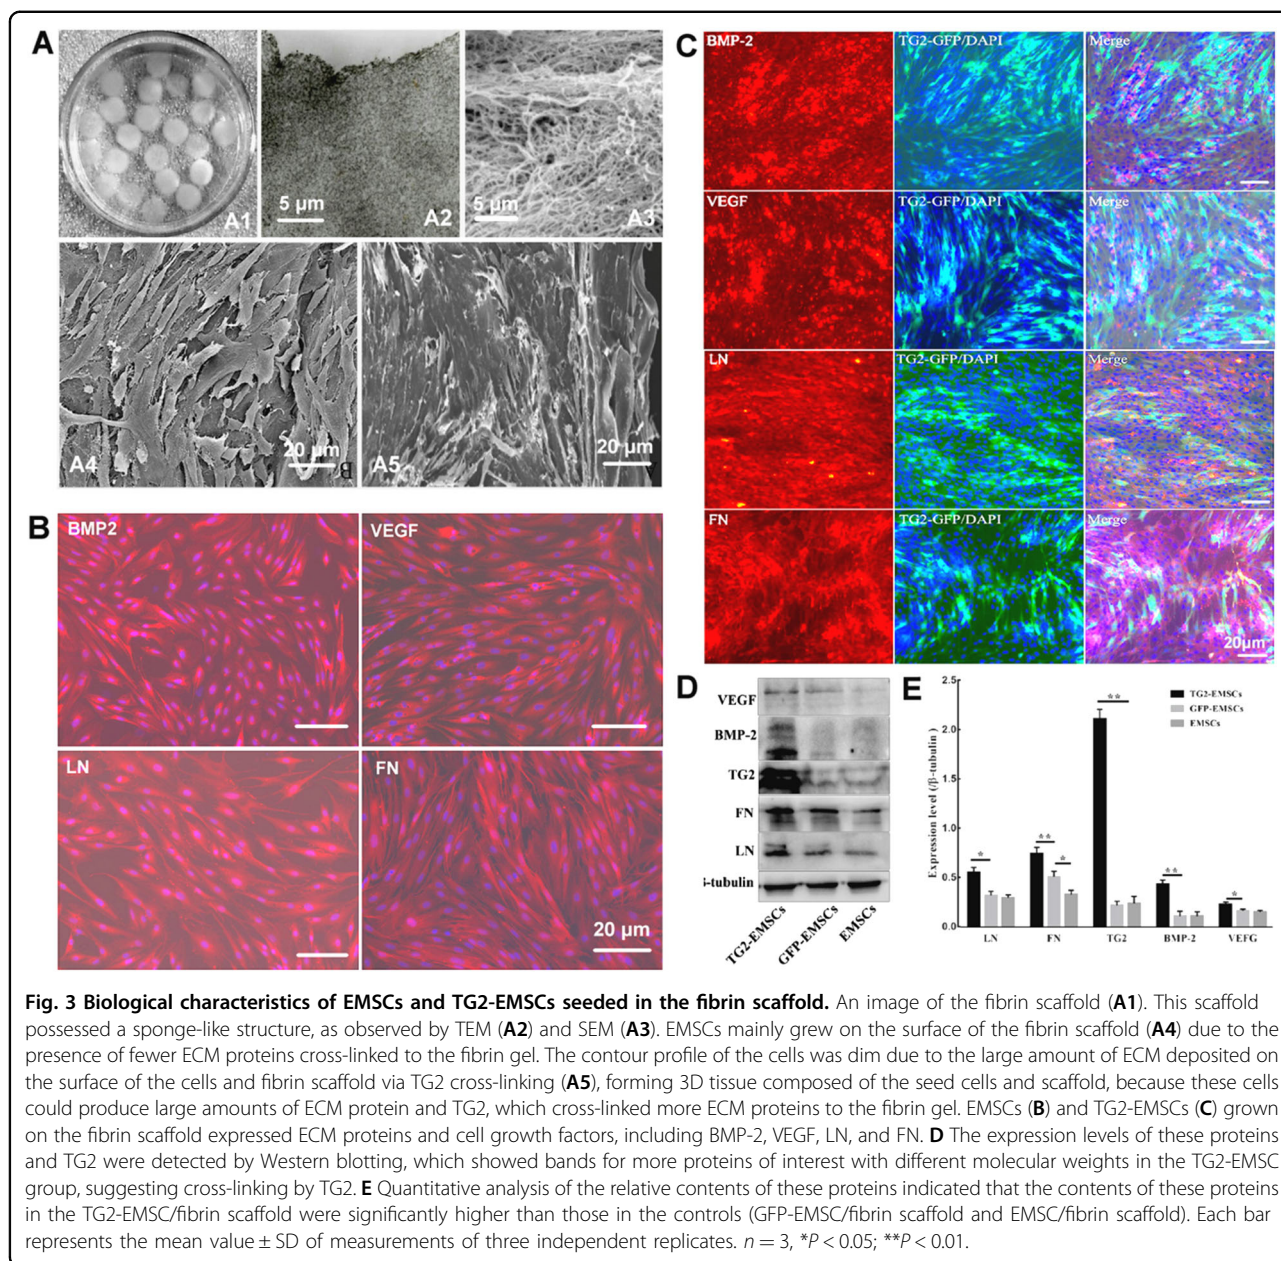 A
A1
5 µm
A2
5 µm
A3
20 µm
A4
B
20 µm
A5
B
BMP2
VEGF
LN
FN
20 µm
C
BMP-2
TG2-GFP/DAPI
Merge
VEGF
TG2-GFP/DAPI
Merge
LN
TG2-GFP/DAPI
Merge
FN
TG2-GFP/DAPI
Merge
20µm
D
VEGF
BMP-2
TG2
FN
LN
β-tubulin
TG2-EMSCs
GFP-EMSCs
EMSCs
E
Expression level (/β-tubulin )
2.5
2.0
1.5
1.0
0.5
0.0
TG2-EMSCs
GFP-EMSCs
EMSCs
*
**
*
**
**
*
LN
FN
TG2
BMP-2
VEFG
Fig. 3 Biological characteristics of EMSCs and TG2-EMSCs seeded in the fibrin scaffold. An image of the fibrin scaffold (A1). This scaffold
possessed a sponge-like structure, as observed by TEM (A2) and SEM (A3). EMSCs mainly grew on the surface of the fibrin scaffold (A4) due to the
presence of fewer ECM proteins cross-linked to the fibrin gel. The contour profile of the cells was dim due to the large amount of ECM deposited on
the surface of the cells and fibrin scaffold via TG2 cross-linking (A5), forming 3D tissue composed of the seed cells and scaffold, because these cells
could produce large amounts of ECM protein and TG2, which cross-linked more ECM proteins to the fibrin gel. EMSCs (B) and TG2-EMSCs (C) grown
on the fibrin scaffold expressed ECM proteins and cell growth factors, including BMP-2, VEGF, LN, and FN. D The expression levels of these proteins
and TG2 were detected by Western blotting, which showed bands for more proteins of interest with different molecular weights in the TG2-EMSC
group, suggesting cross-linking by TG2. E Quantitative analysis of the relative contents of these proteins indicated that the contents of these proteins
in the TG2-EMSC/fibrin scaffold were significantly higher than those in the controls (GFP-EMSC/fibrin scaffold and EMSC/fibrin scaffold). Each bar
represents the mean value ± SD of measurements of three independent replicates. n = 3, *P < 0.05; **P < 0.01.